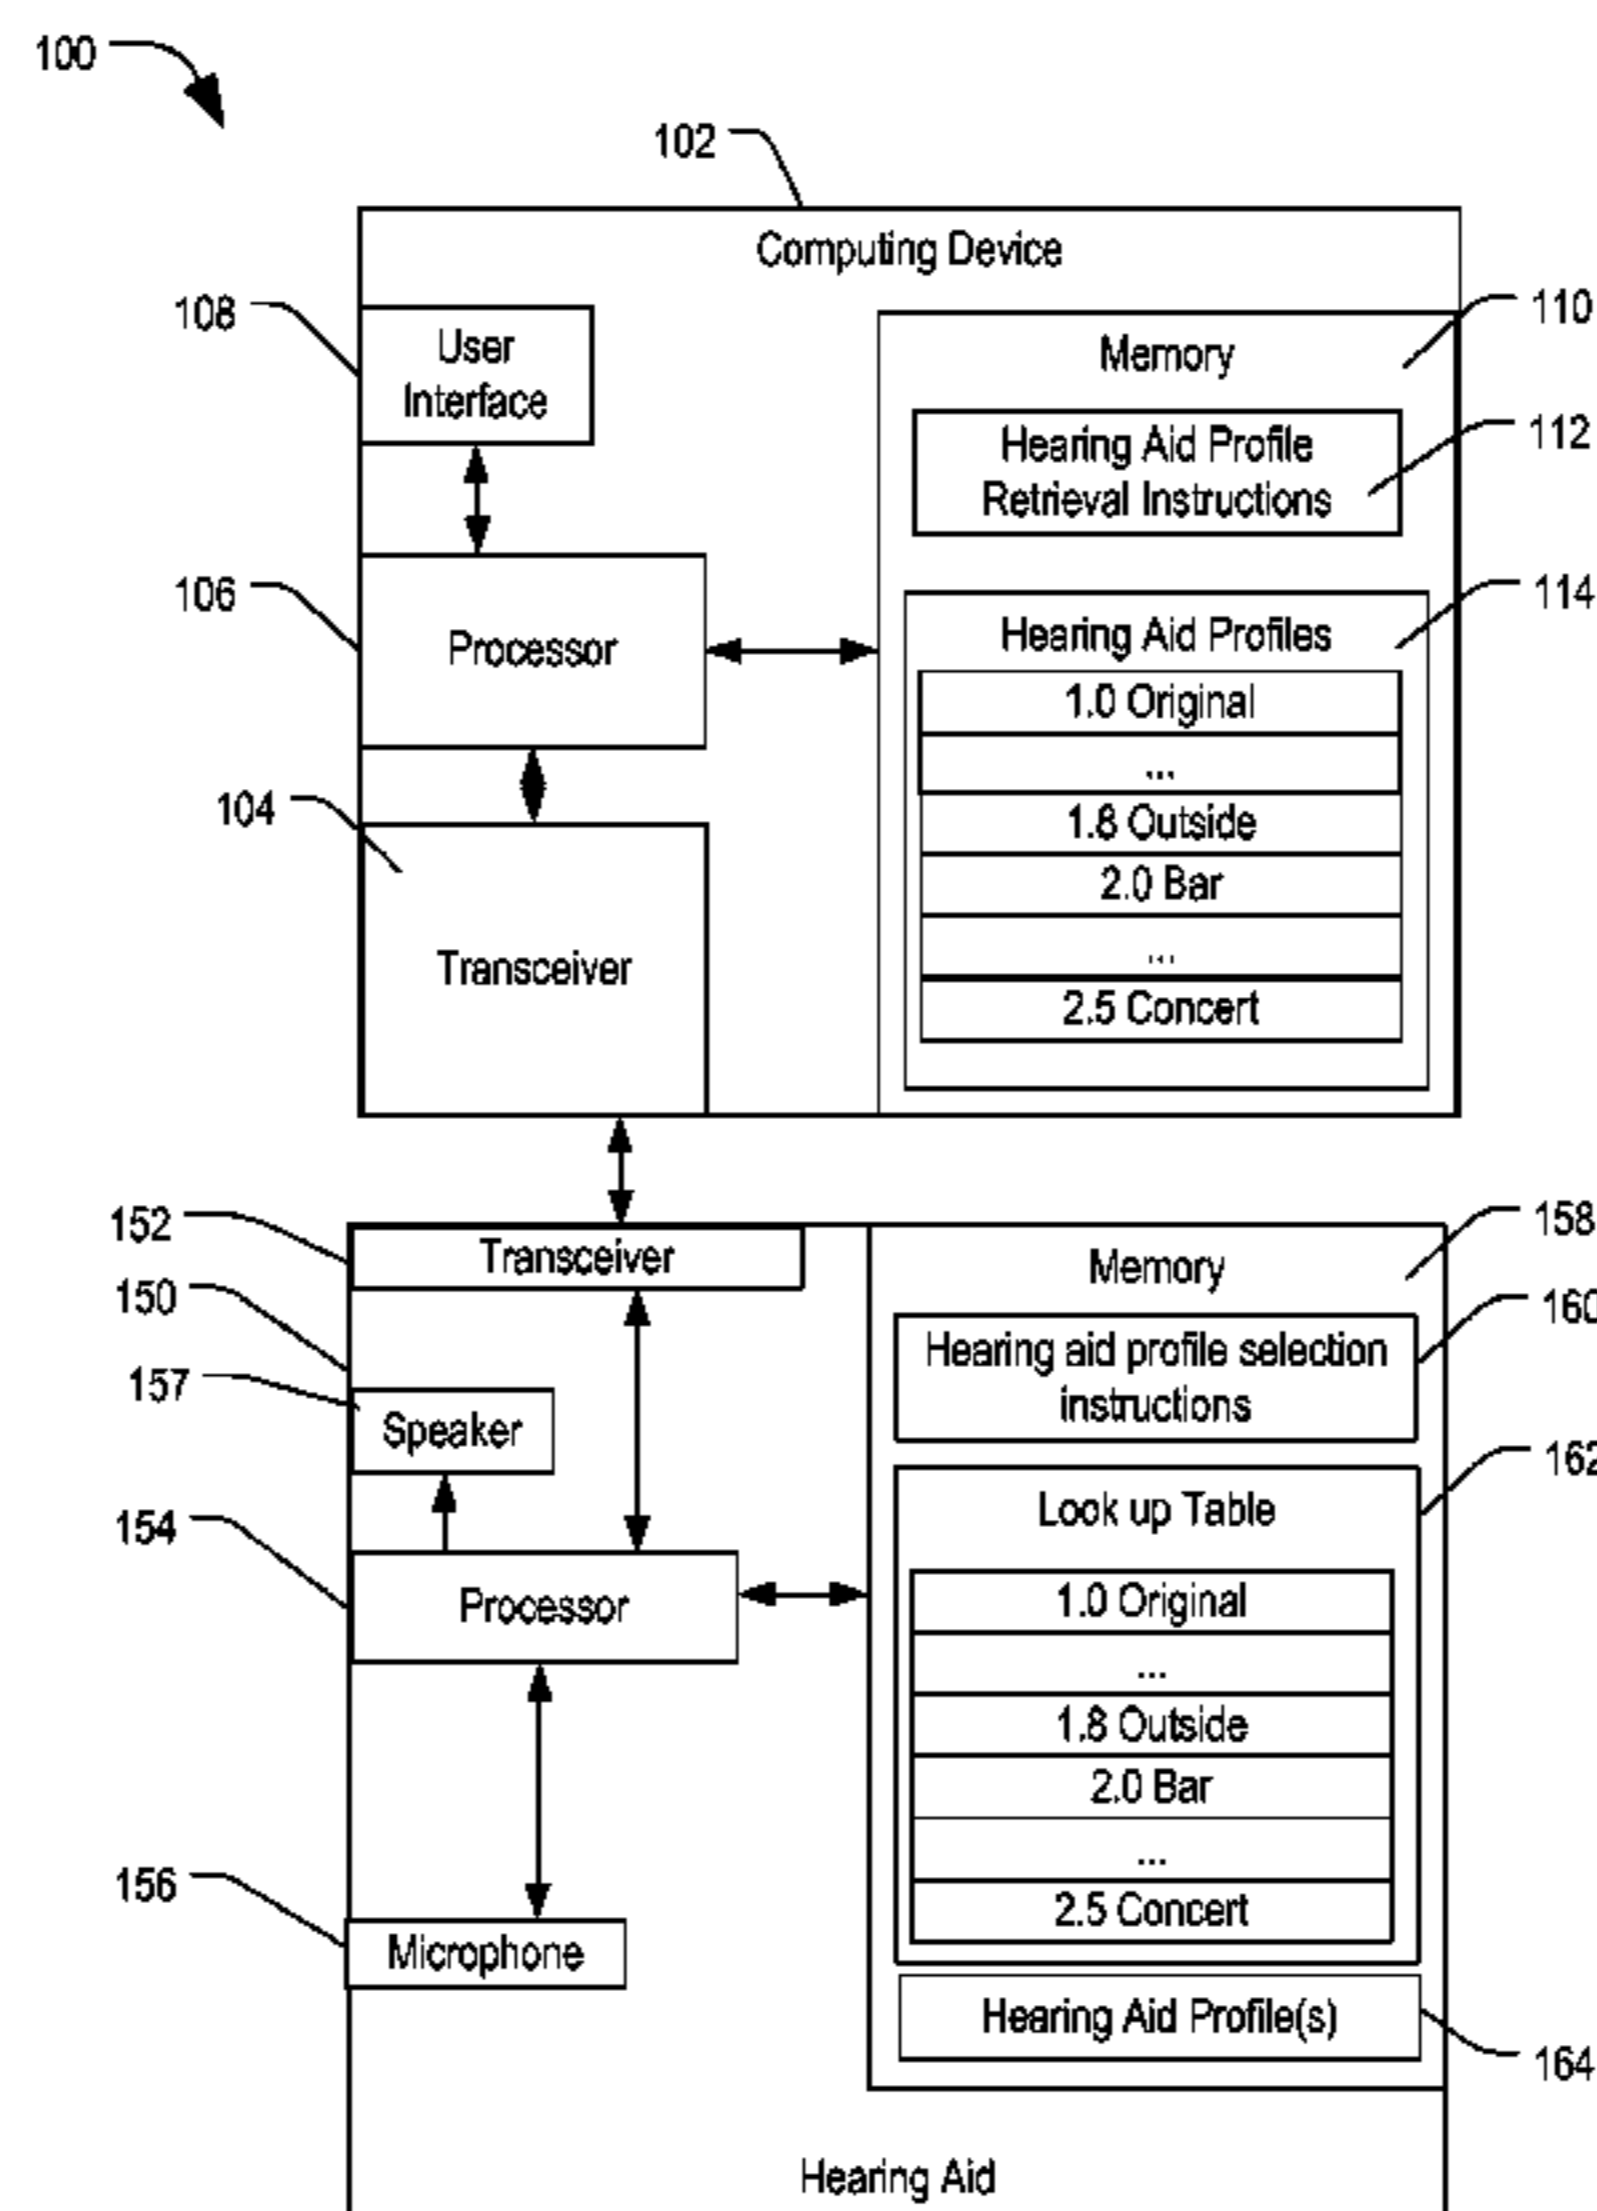 100
102
Computing Device
108
User
Interface
110
Memory
112
Hearing Aid Profile
Retrieval Instructions
106
Processor
114
Hearing Aid Profiles
1.0 Original
...
1.8 Outside
2.0 Bar
...
2.5 Concert
104
Transceiver
152
Transceiver
150
157
Speaker
154
Processor
156
Microphone
158
Memory
160
Hearing aid profile selection
instructions
162
Look up Table
1.0 Original
...
1.8 Outside
2.0 Bar
...
2.5 Concert
Hearing Aid Profile(s)
164
Hearing Aid